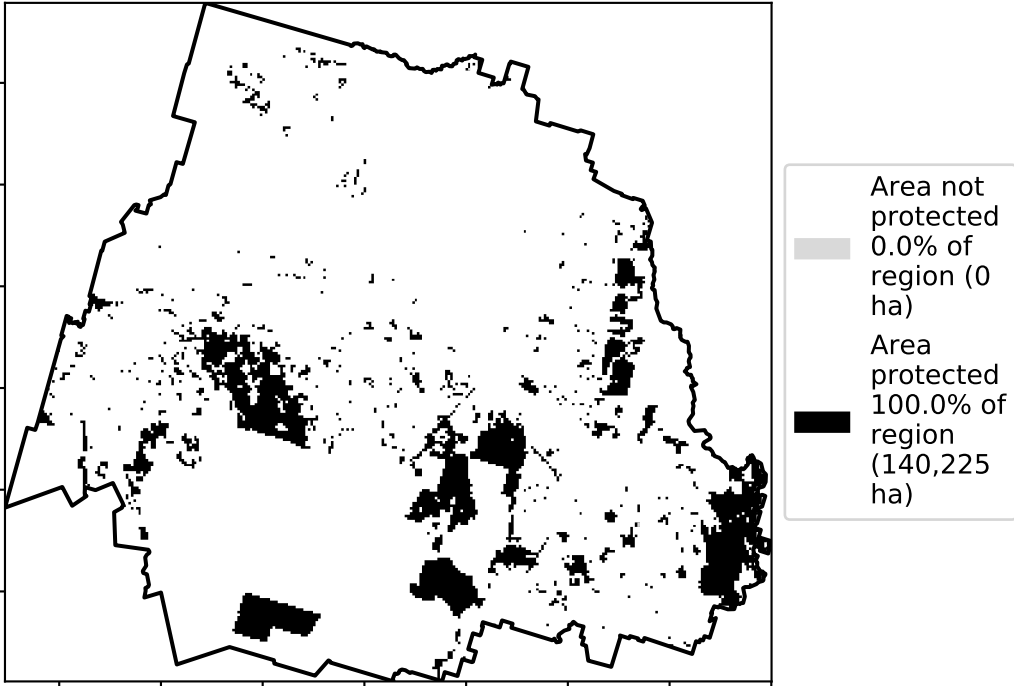 Area not
protected
0.0% of
region (0
ha)
Area
protected
100.0% of
region
(140,225
ha)